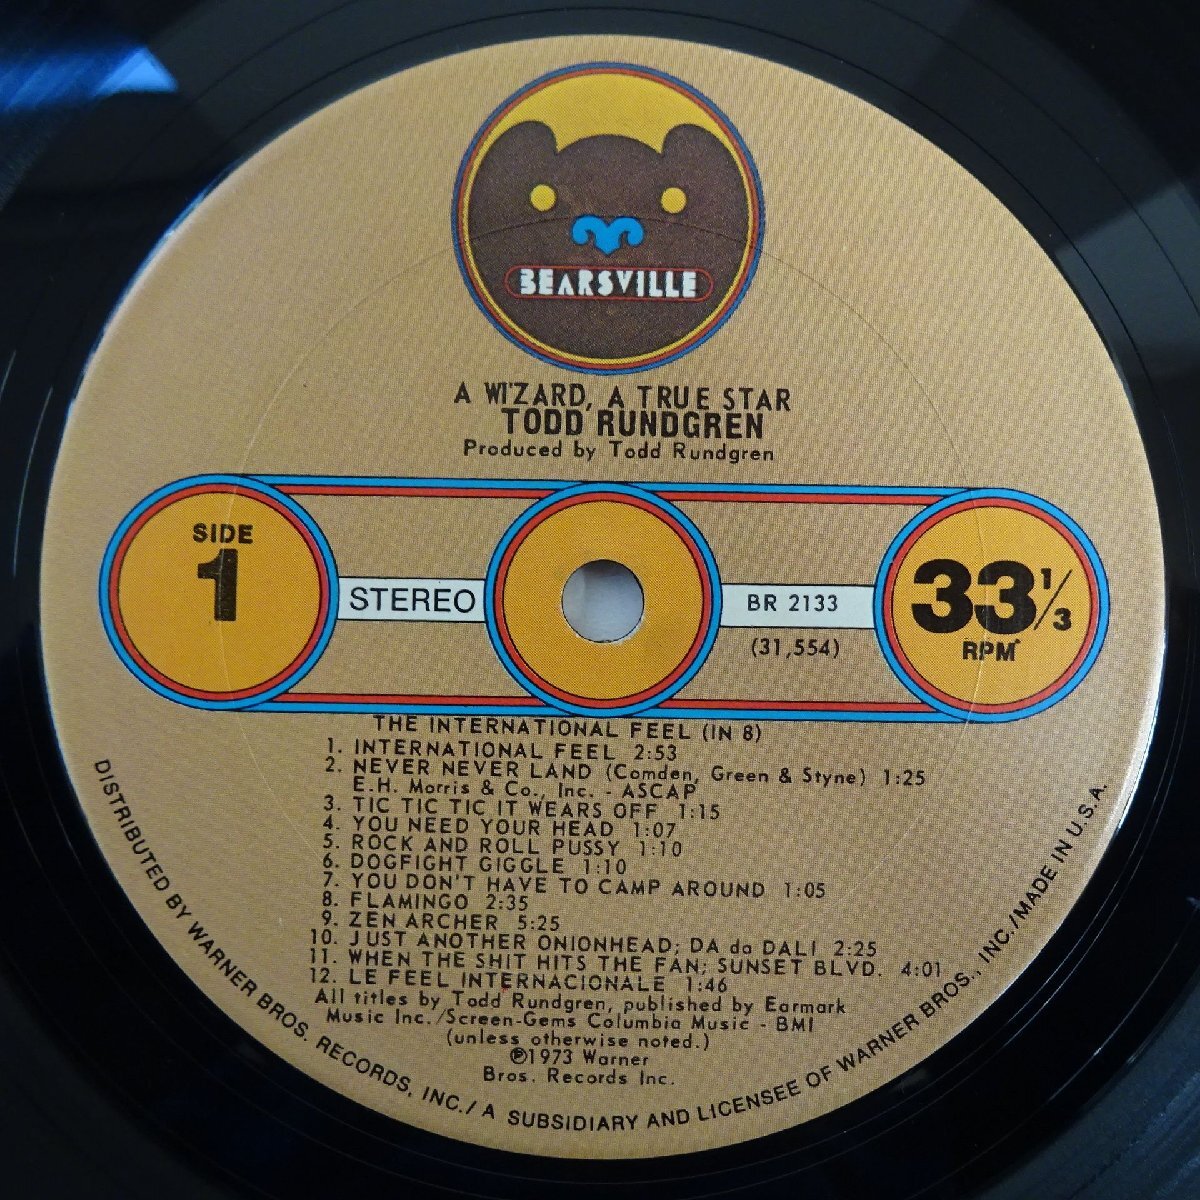 BEARSVILLE
A WIZARD, A TRUE STAR
TODD RUNDGREN
Produced by Todd Rundgren
SIDE
1
STEREO
BR 2133
(31,554)
33 1/3
RPM
THE INTERNATIONAL FEEL (IN 8)
1. INTERNATIONAL FEEL 2:53
2. NEVER NEVER LAND (Comden, Green & Styne) 1:25
E.H. Morris & Co., Inc. - ASCAP
3. TIC TIC TIC IT WEARS OFF 1:15
4. YOU NEED YOUR HEAD 1:07
5. ROCK AND ROLL PUSSY 1:10
6. DOGFIGHT GIGGLE 1:10
7. YOU DON'T HAVE TO CAMP AROUND 1:05
8. FLAMINGO 2:35
9. ZEN ARCHER 5:25
10. JUST ANOTHER ONIONHEAD; DA da DALI 2:25
11. WHEN THE SHIT HITS THE FAN; SUNSET BLVD. 4:01
12. LE FEEL INTERNACIONALE 1:46
All titles by Todd Rundgren, published by Earmark
Music Inc./Screen-Gems Columbia Music - BMI
(unless otherwise noted.)
℗1973 Warner
Bros. Records Inc.
DISTRIBUTED BY WARNER BROS. RECORDS, INC./A SUBSIDIARY AND LICENSEE OF WARNER BROS., INC./MADE IN U.S.A.